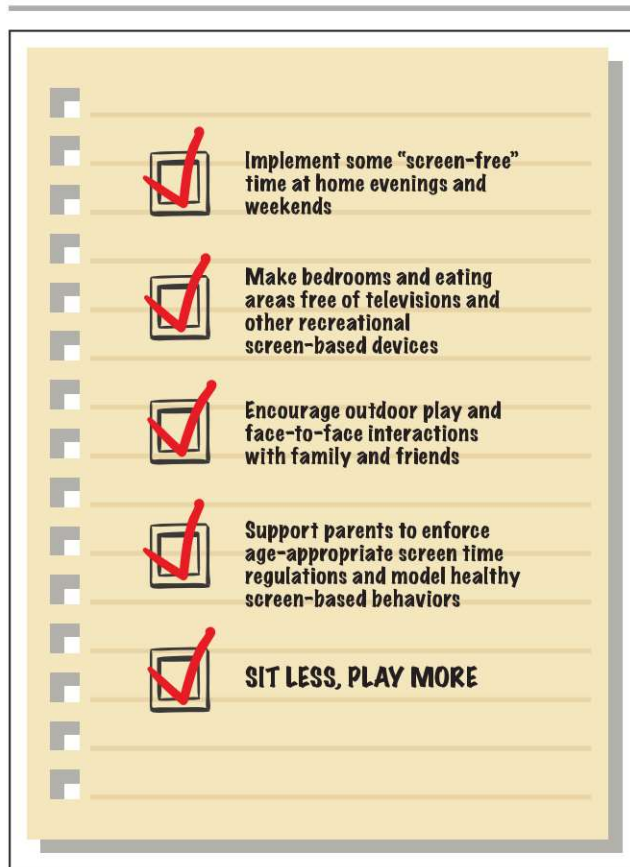 Implement some “screen-free”
time at home evenings and
weekends
Make bedrooms and eating
areas free of televisions and
other recreational
screen-based devices
Encourage outdoor play and
face-to-face interactions
with family and friends
Support parents to enforce
age-appropriate screen time
regulations and model healthy
screen-based behaviors
SIT LESS, PLAY MORE